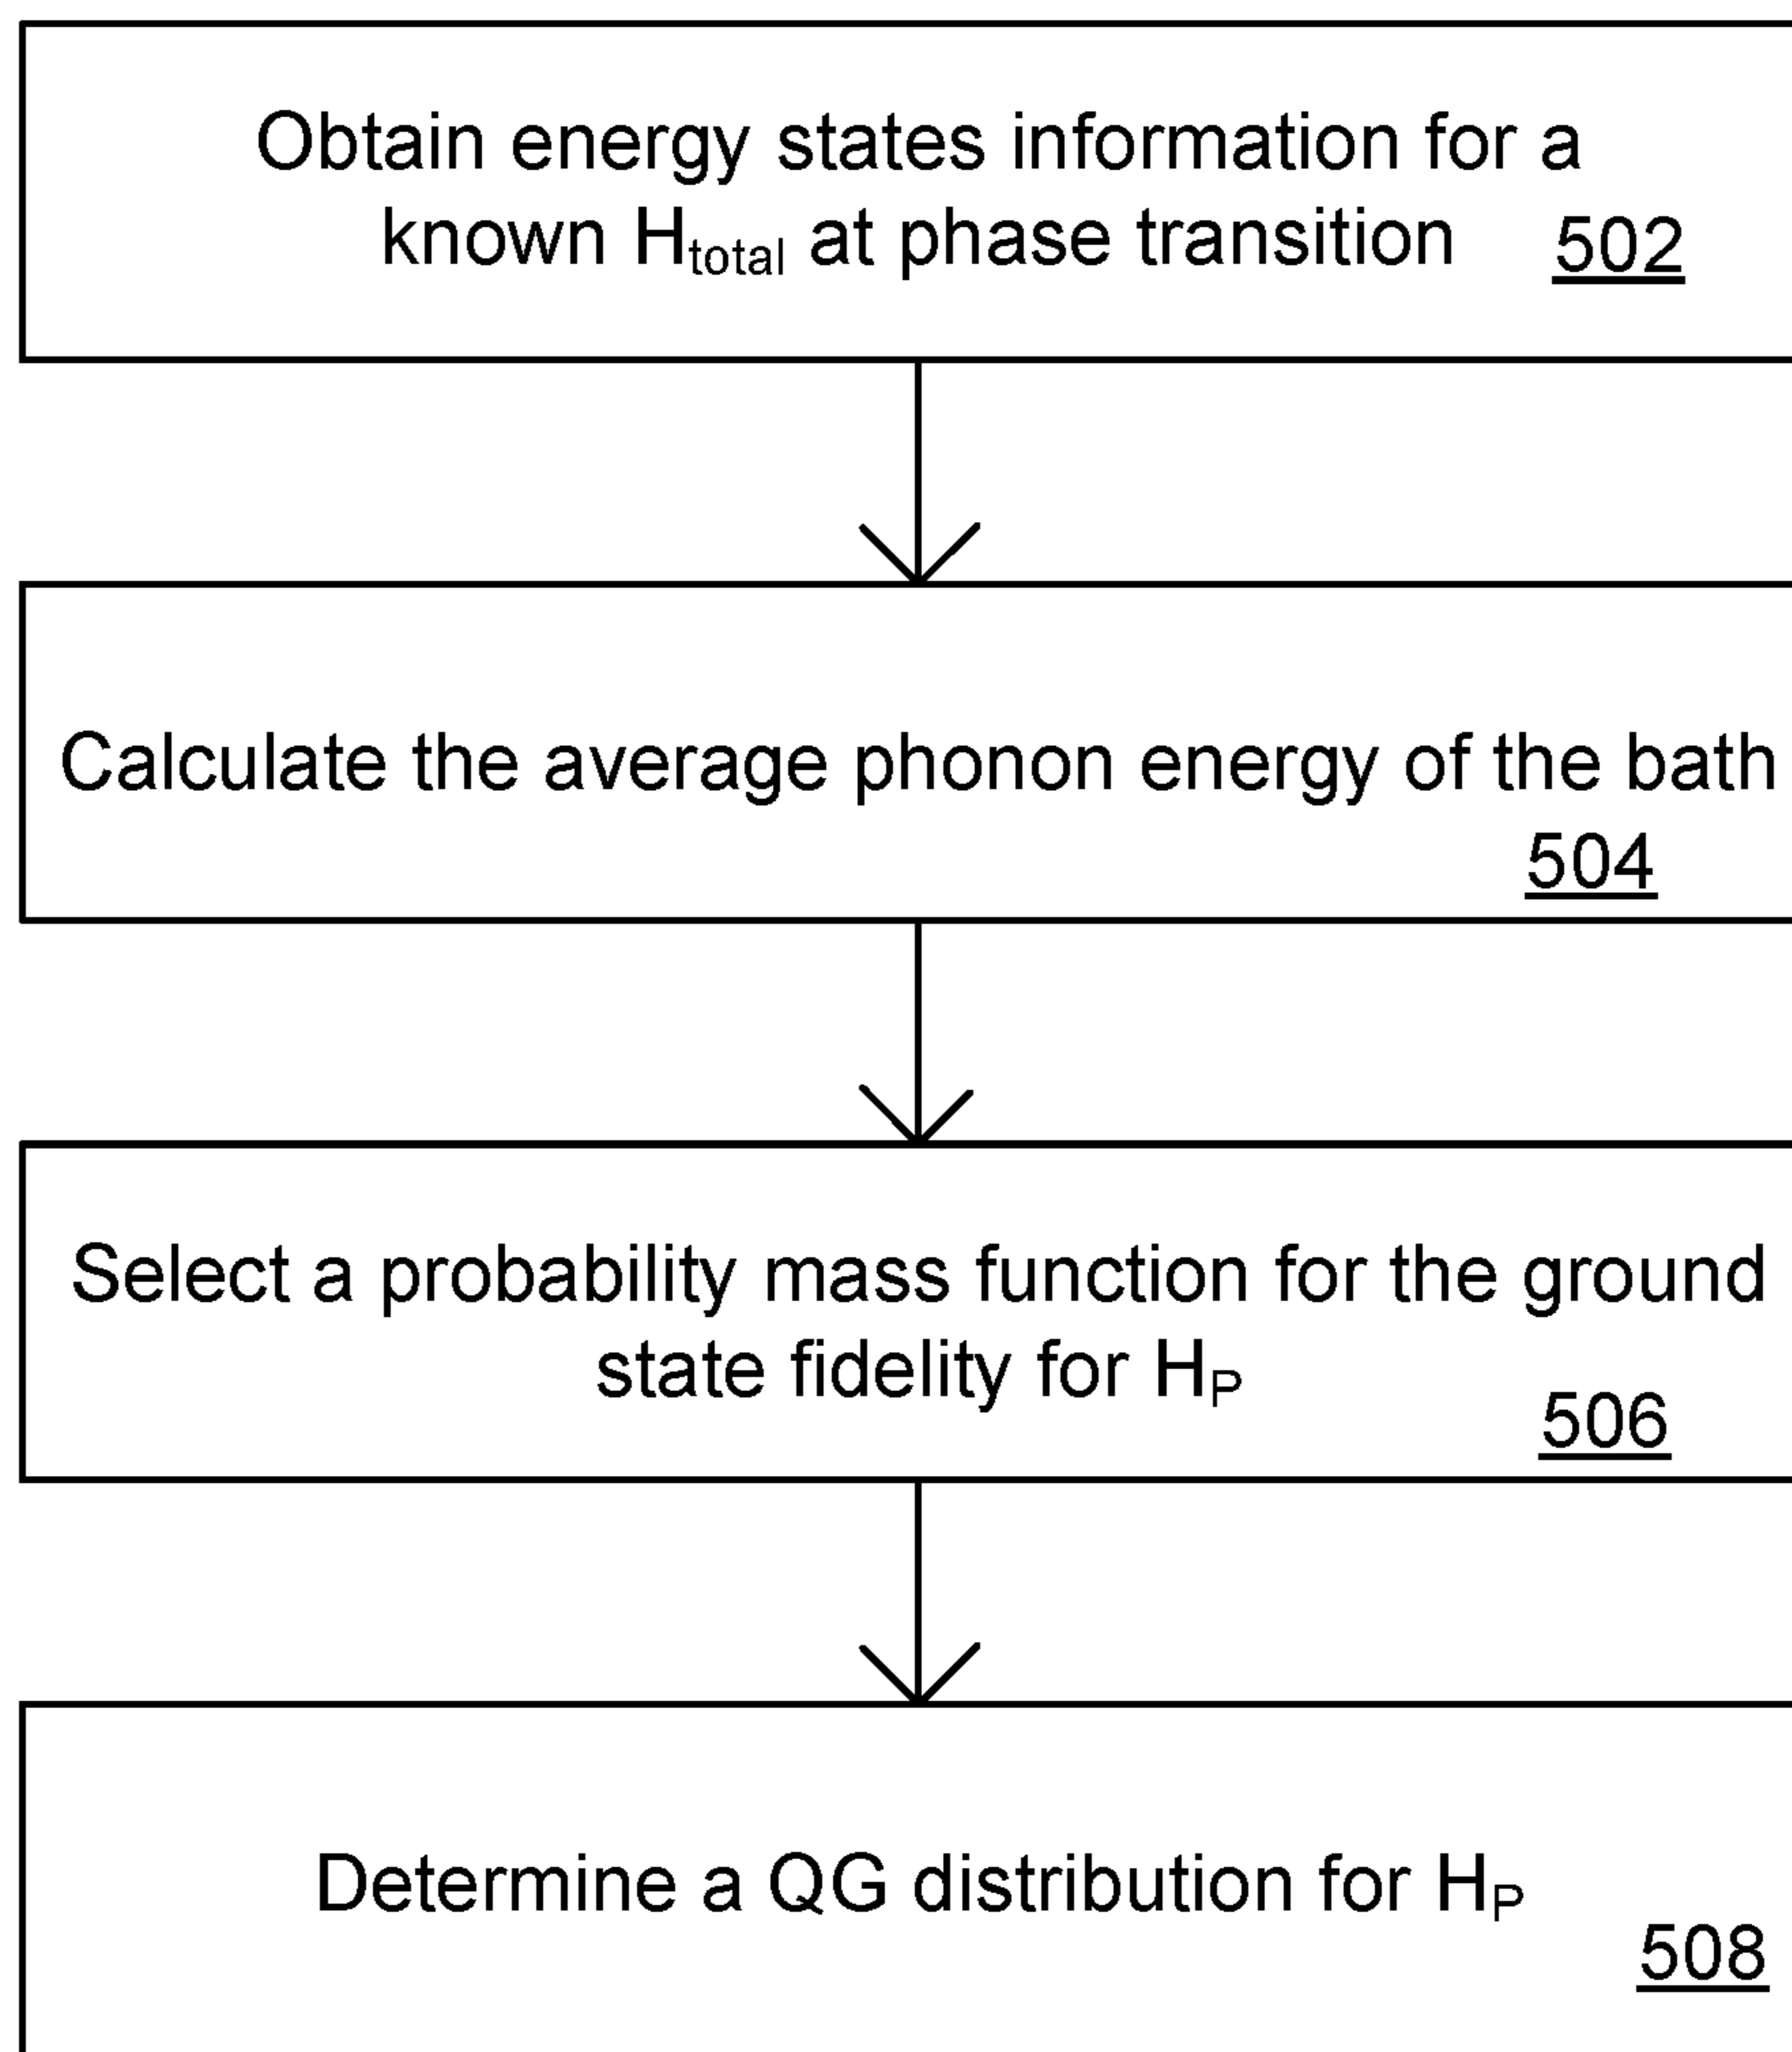 Obtain energy states information for a
known Htotal at phase transition 502
Calculate the average phonon energy of the bath
504
Select a probability mass function for the ground
state fidelity for HP
506
Determine a QG distribution for HP
508